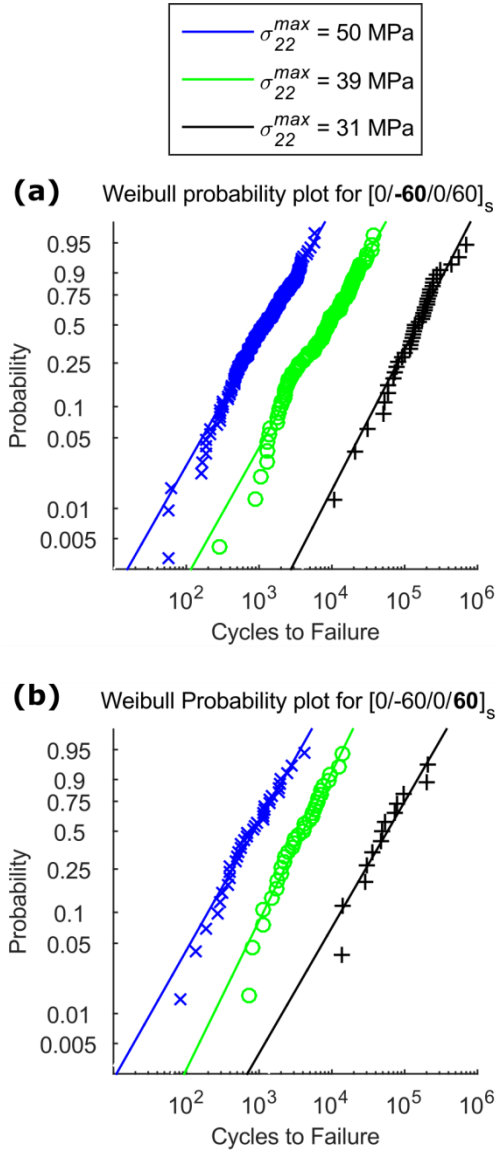 σ₂₂ᵐᵃˣ = 50 MPa
σ₂₂ᵐᵃˣ = 39 MPa
σ₂₂ᵐᵃˣ = 31 MPa
(a) Weibull probability plot for [0/-60/0/60]ₛ
0.95
0.9
0.75
0.5
0.25
0.1
0.05
0.01
0.005
Probability
10² 10³ 10⁴ 10⁵ 10⁶
Cycles to Failure
(b) Weibull Probability plot for [0/-60/0/60]ₛ
0.95
0.9
0.75
0.5
0.25
0.1
0.05
0.01
0.005
Probability
10² 10³ 10⁴ 10⁵ 10⁶
Cycles to Failure